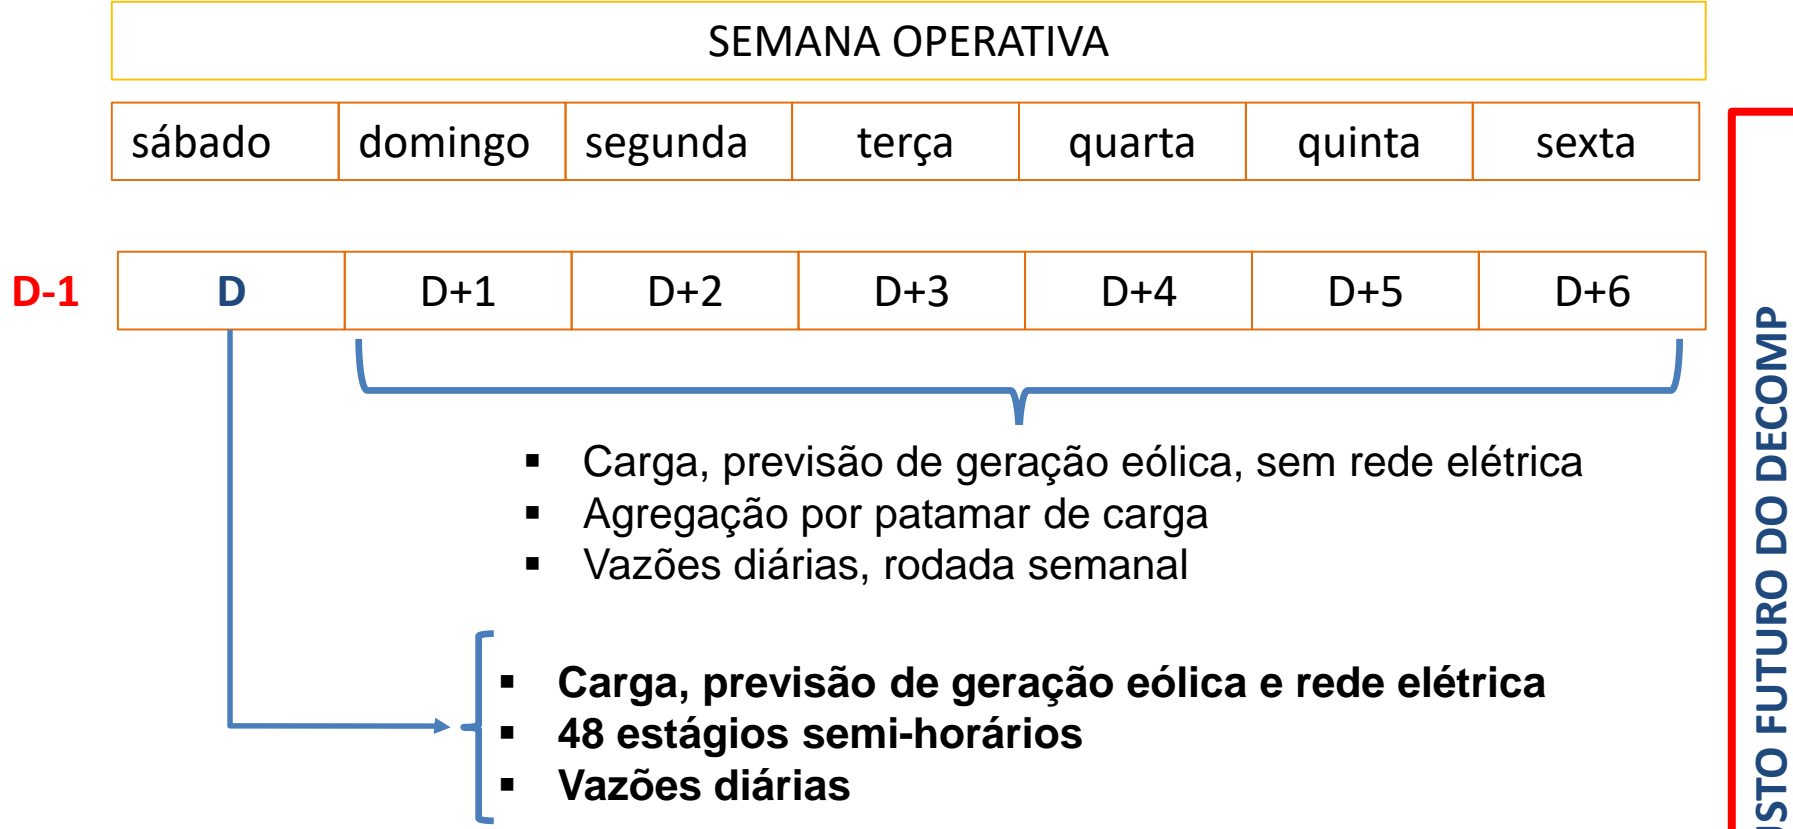 SEMANA OPERATIVA
sábado domingo segunda terça quarta quinta sexta
D-1 D D+1 D+2 D+3 D+4 D+5 D+6
▪ Carga, previsão de geração eólica, sem rede elétrica
▪ Agregação por patamar de carga
▪ Vazões diárias, rodada semanal
▪ Carga, previsão de geração eólica e rede elétrica
▪ 48 estágios semi-horários
▪ Vazões diárias
FUTURO DO DECOMP